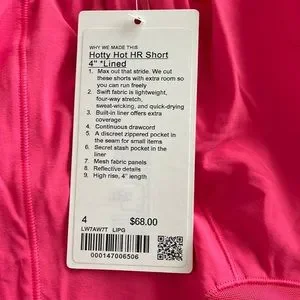 WHY WE MADE THIS
Hotty Hot HR Short
4" *Lined
1. Max out that stride. We cut
these shorts with extra room so
you can run freely
2. Swift fabric is lightweight,
four-way stretch,
sweat-wicking, and quick-drying
3. Built-in liner offers extra
coverage
4. Continuous drawcord
5. A discreet zippered pocket in
the seam for small items
6. Secret stash pocket in the
liner
7. Mesh fabric panels
8. Reflective details
9. High rise, 4" length
4 $68.00
LW7AW7T LIPG
000147006506